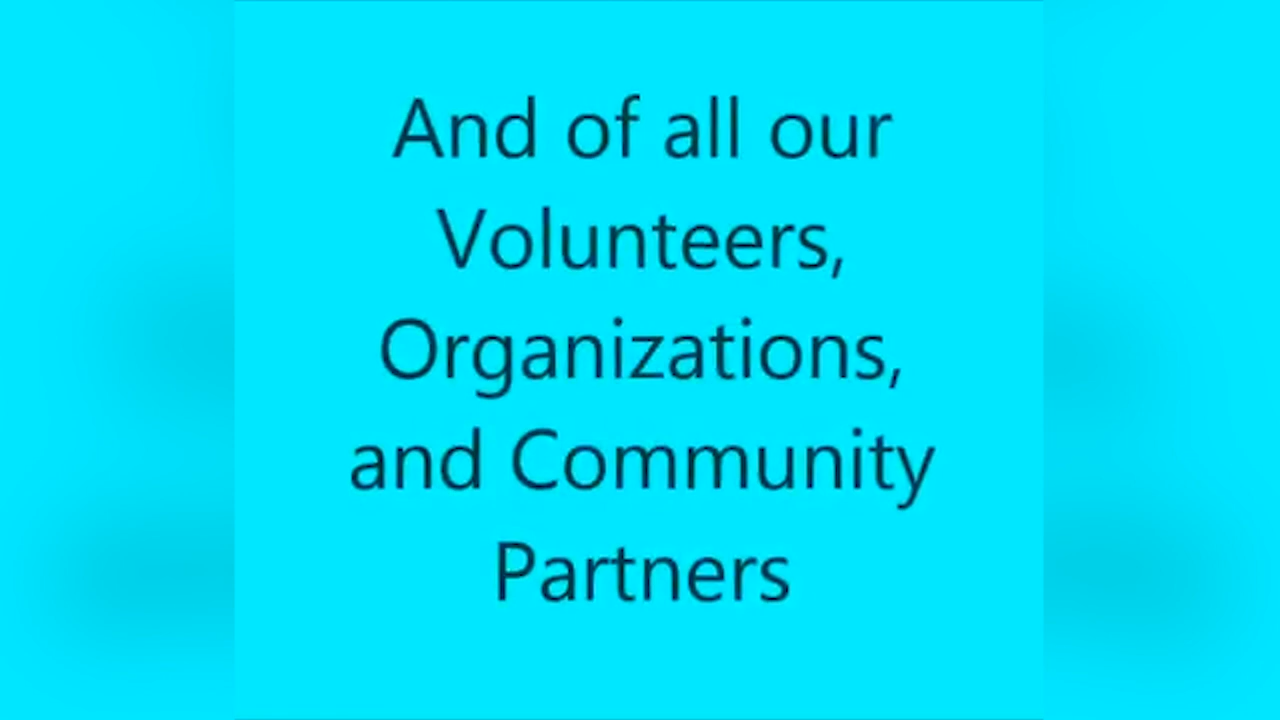 And of all our
Volunteers,
Organizations,
and Community
Partners